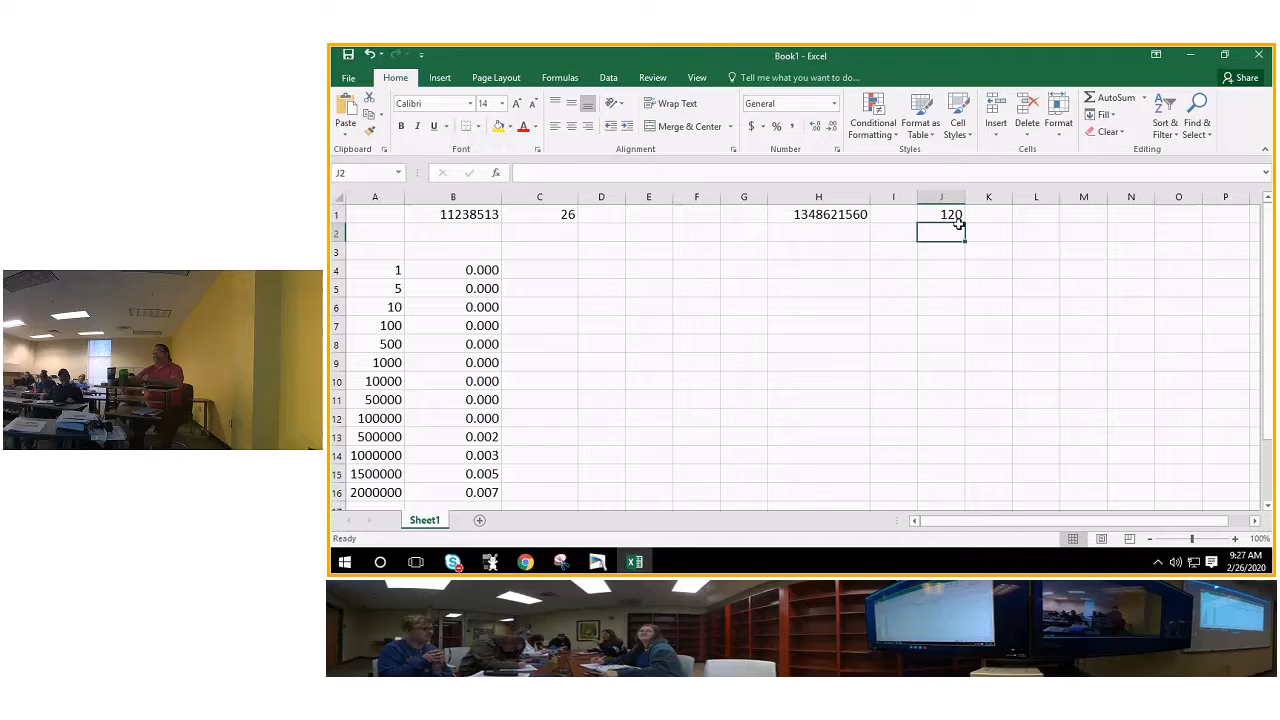 Book1 - Excel
File Home Insert Page Layout Formulas Data Review View Tell me what you want to do... Share
Paste
Calibri 14
B I U
Wrap Text
Merge & Center
General
$ % ,
Conditional Formatting
Format as Table
Cell Styles
Insert
Delete
Format
AutoSum
Fill
Clear
Sort & Filter
Find & Select
Clipboard Font Alignment Number Styles Cells Editing
J2 fx
A B C D E F G H I J K L M N O P
1 11238513 26 1348621560 120
2
3
4 1 0.000
5 5 0.000
6 10 0.000
7 100 0.000
8 500 0.000
9 1000 0.000
10 10000 0.000
11 50000 0.000
12 100000 0.000
13 500000 0.002
14 1000000 0.003
15 1500000 0.005
16 2000000 0.007
Sheet1
Ready 100%
9:27 AM
2/26/2020